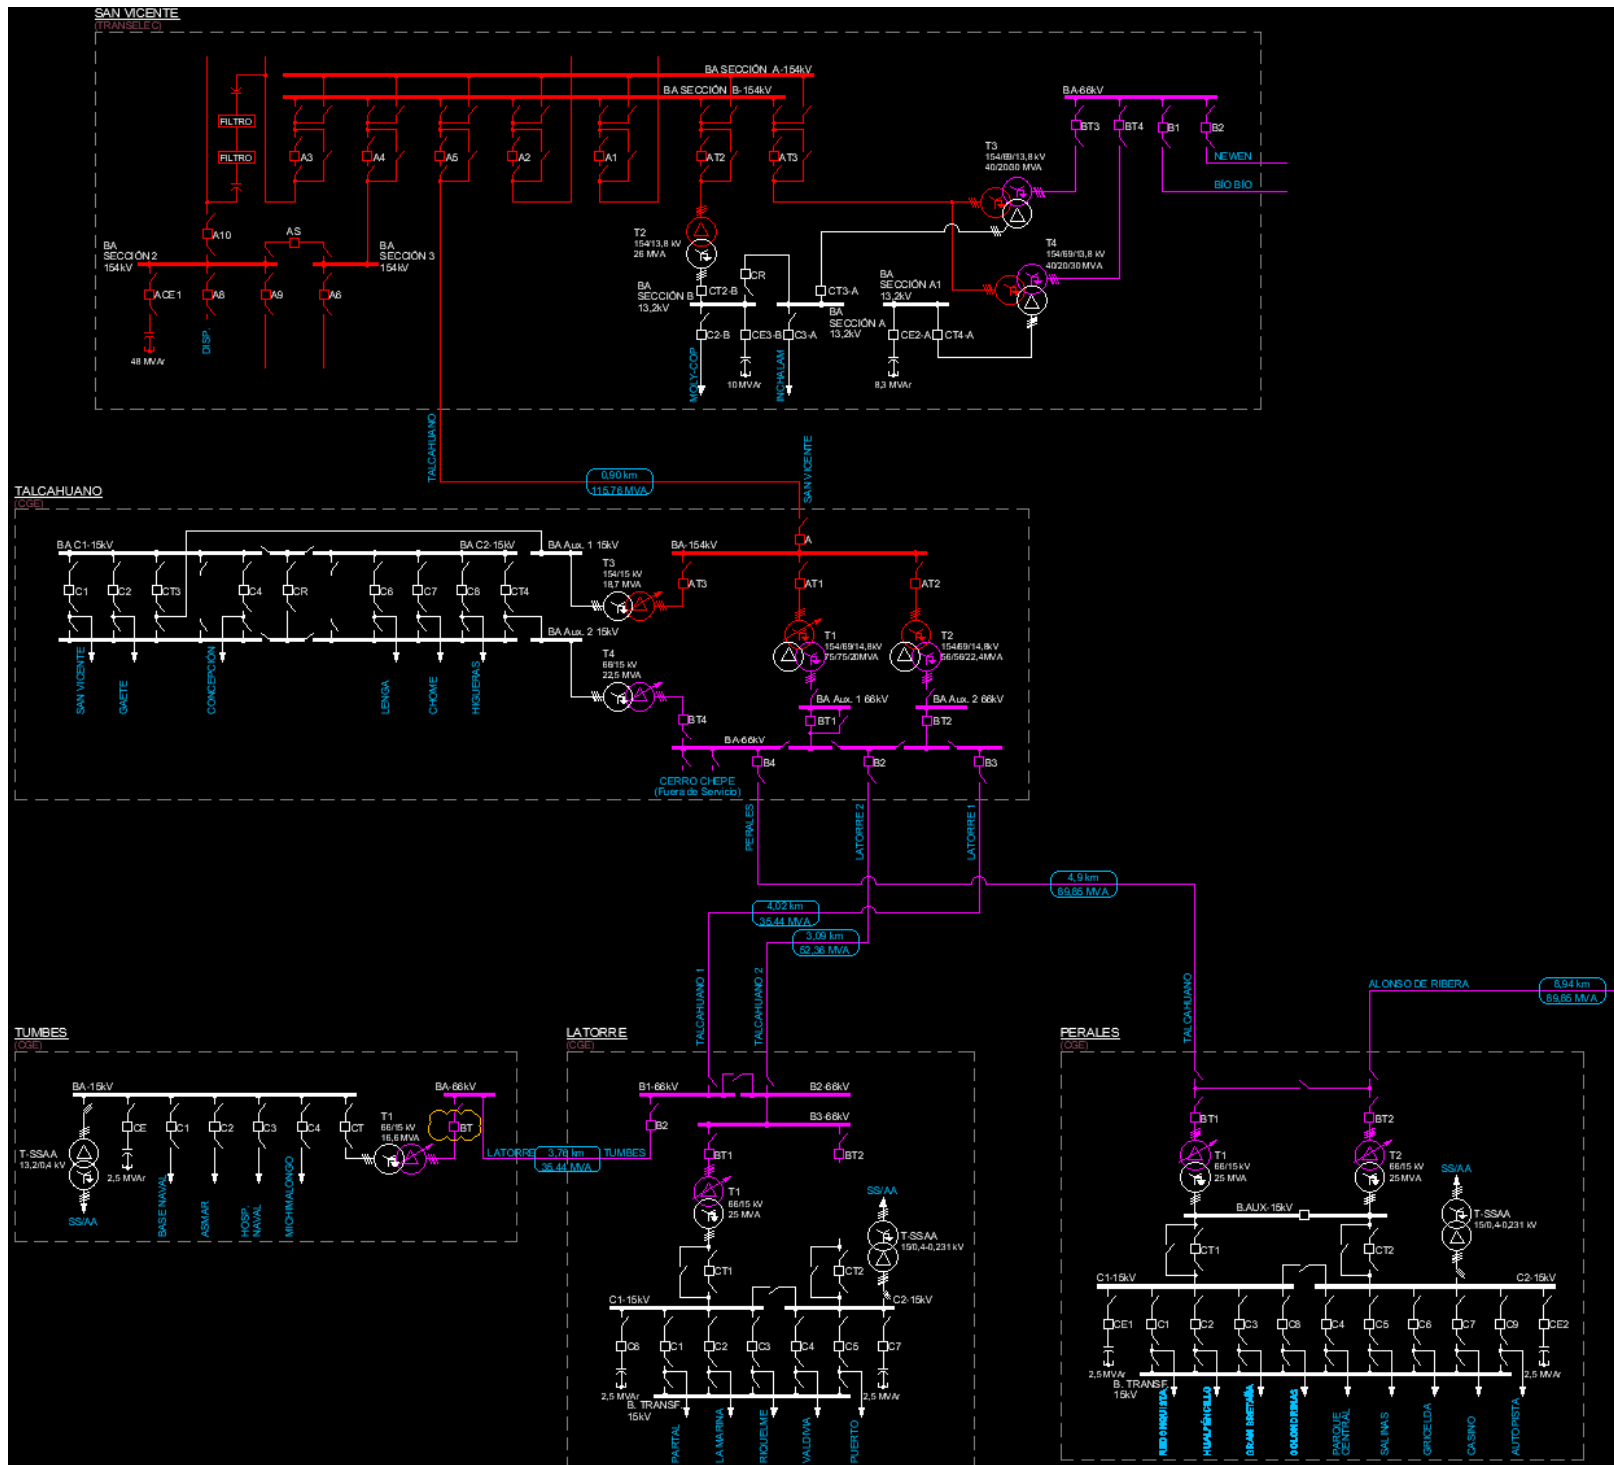 SAN VICENTE
(TRANSELEC)
BA SECCIÓN A-154kV
BA SECCIÓN B-154kV
BA-66kV
FILTRO
FILTRO
A3
A4
A5
A2
A1
AT2
AT3
BT3
BT4
B1
B2
NEWEN
BÍO BÍO
T3
154/69/13,8 kV
40/20/30 MVA
T4
154/69/13,8 kV
40/20/30 MVA
T2
154/13,8 kV
26 MVA
A10
AS
BA
SECCIÓN 2
154kV
BA
SECCIÓN 3
154kV
ACE1
A8
A9
A6
48 MVAr
DISP.
CR
CT2-B
CT3-A
BA
SECCIÓN B
13,2kV
BA
SECCIÓN A
13,2kV
BA
SECCIÓN A1
13,2kV
C2-B
CE3-B
C3-A
CE2-A
CT4-A
10 MVAr
8,3 MVAr
MOLY-COP
INCHALAM
TALCAHUANO
0,90 km
115,76 MVA
SAN VICENTE
TALCAHUANO
(CGE)
BA C1-15kV
BA C2-15kV
BA Aux. 1 15kV
BA-154kV
A
C1
C2
CT3
C4
CR
C6
C7
C8
CT4
T3
154/15 kV
18,7 MVA
AT3
AT1
AT2
BA Aux. 2 15kV
T4
66/15 kV
22,5 MVA
T1
154/69/14,8kV
75/75/20MVA
T2
154/69/14,8kV
56/56/22,4MVA
SAN VICENTE
GAETE
CONCEPCIÓN
LENGA
CHOME
HIGUERAS
BA Aux. 1 66kV
BA Aux. 2 66kV
BT4
BT1
BT2
BA-66kV
B4
B2
B3
CERRO CHEPE
(Fuera de Servicio)
PERALES
LATORRE 2
LATORRE 1
4,9 km
89,85 MVA
4,02 km
35,44 MVA
3,09 km
52,36 MVA
TALCAHUANO 1
TALCAHUANO 2
TALCAHUANO
ALONSO DE RIBERA
8,94 km
89,85 MVA
TUMBES
(CGE)
BA-15kV
BA-66kV
CE
C1
C2
C3
C4
CT
T1
66/15 kV
16,6 MVA
BT
T-SSAA
13,2/0,4 kV
2,5 MVAr
SS/AA
BASE NAVAL
ASMAR
HOSP.
NAVAL
MICHIMALONGO
LATORRE
3,76 km
35,44 MVA
TUMBES
LATORRE
(CGE)
B1-66kV
B2-66kV
B3-66kV
B2
BT1
BT2
T1
66/15 kV
25 MVA
SS/AA
T-SSAA
15/0,4-0,231 kV
CT1
CT2
C1-15kV
C2-15kV
C6
C1
C2
C3
C4
C5
C7
2,5 MVAr
2,5 MVAr
B. TRANSF.
15kV
PARTAL
LA MARINA
RIQUELME
VALDIVIA
PUERTO
PERALES
(CGE)
BT1
BT2
T1
66/15 kV
25 MVA
T2
66/15 kV
25 MVA
SS/AA
T-SSAA
15/0,4-0,231 kV
B.AUX-15kV
CT1
CT2
C1-15kV
C2-15kV
CE1
C1
C2
C3
C8
C4
C5
C6
C7
C9
CE2
2,5 MVAr
2,5 MVAr
B. TRANSF.
15kV
REDONQUISTA
HUALPENCILLO
GRAN BRETAÑA
GOLONDRINAS
PARQUE
CENTRAL
SALINAS
GRICELDA
CASINO
AUTOPISTA